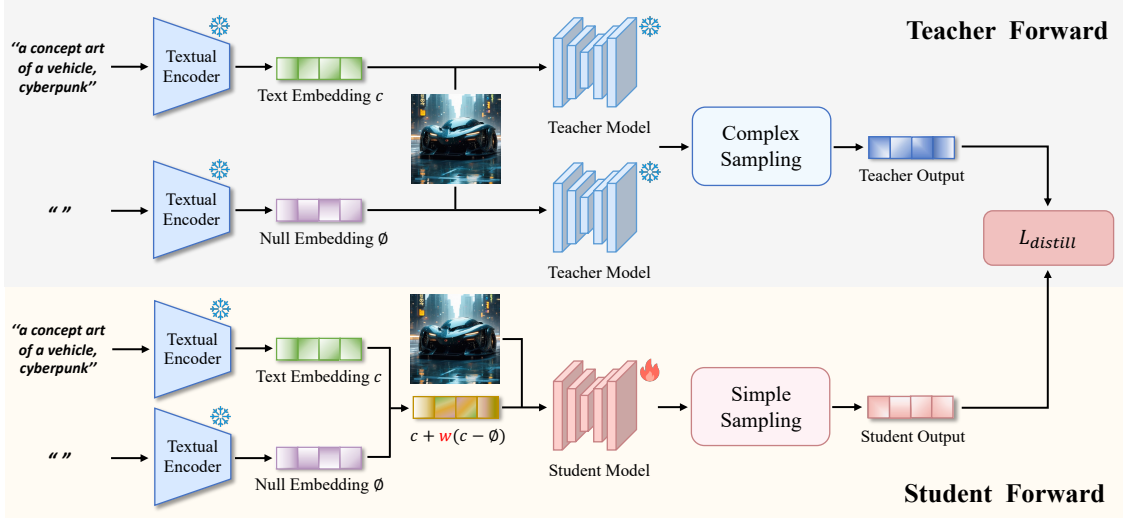 Teacher Forward
“a concept art
of a vehicle,
cyberpunk”
Textual
Encoder
Text Embedding c
Teacher Model
Complex
Sampling
Teacher Output
“ ”
Textual
Encoder
Null Embedding ∅
Teacher Model
L_distill
“a concept art
of a vehicle,
cyberpunk”
Textual
Encoder
Text Embedding c
c + w(c − ∅)
Student Model
Simple
Sampling
Student Output
“ ”
Textual
Encoder
Null Embedding ∅
Student Forward